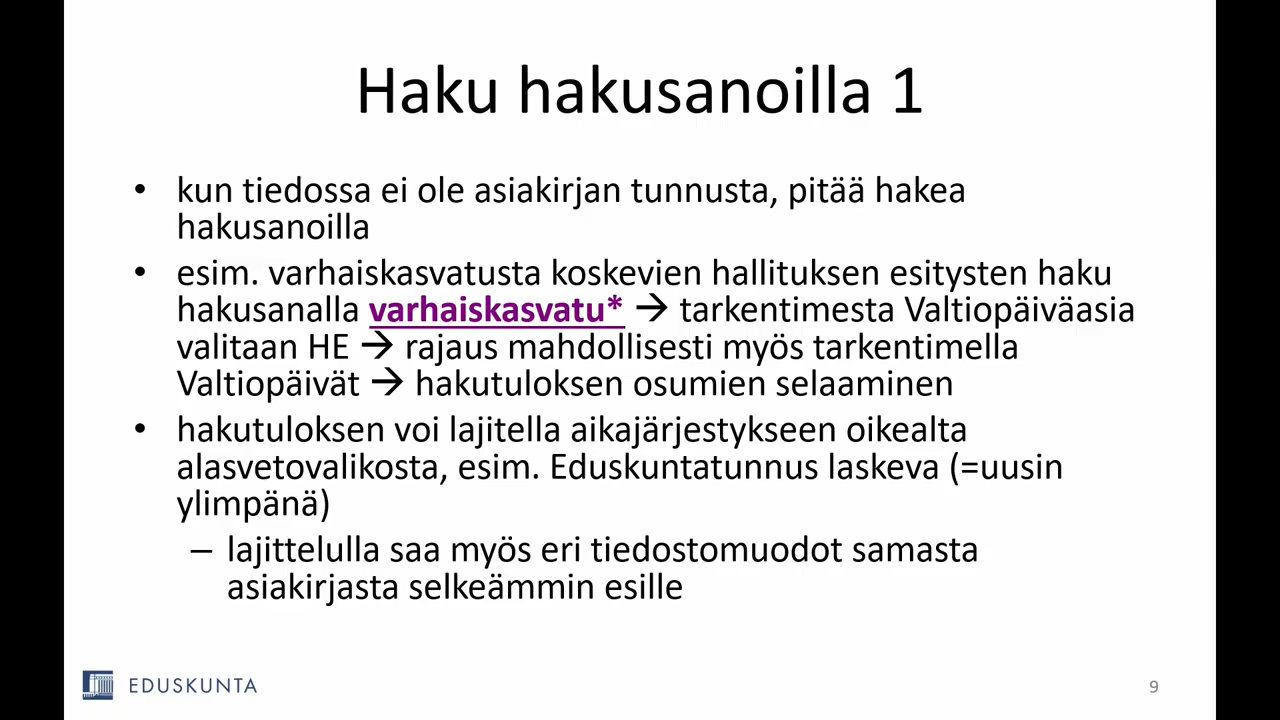 Haku hakusanoilla 1
• kun tiedossa ei ole asiakirjan tunnusta, pitää hakea
hakusanoilla
• esim. varhaiskasvatusta koskevien hallituksen esitysten haku
hakusanalla varhaiskasvatu* → tarkentimesta Valtiopäiväasia
valitaan HE → rajaus mahdollisesti myös tarkentimella
Valtiopäivät → hakutuloksen osumien selaaminen
• hakutuloksen voi lajitella aikajärjestykseen oikealta
alasvetovalikosta, esim. Eduskuntatunnus laskeva (=uusin
ylimpänä)
– lajittelulla saa myös eri tiedostomuodot samasta
asiakirjasta selkeämmin esille
EDUSKUNTA
9